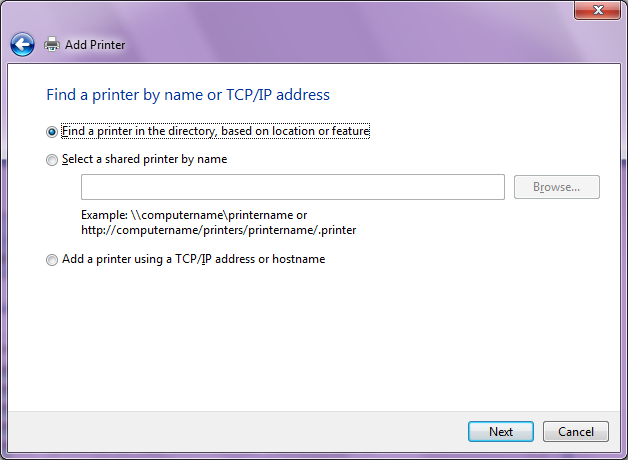 Add Printer
Find a printer by name or TCP/IP address
Find a printer in the directory, based on location or feature
Select a shared printer by name
Browse...
Example: \\computername\printername or
http://computername/printers/printername/.printer
Add a printer using a TCP/IP address or hostname
Next
Cancel